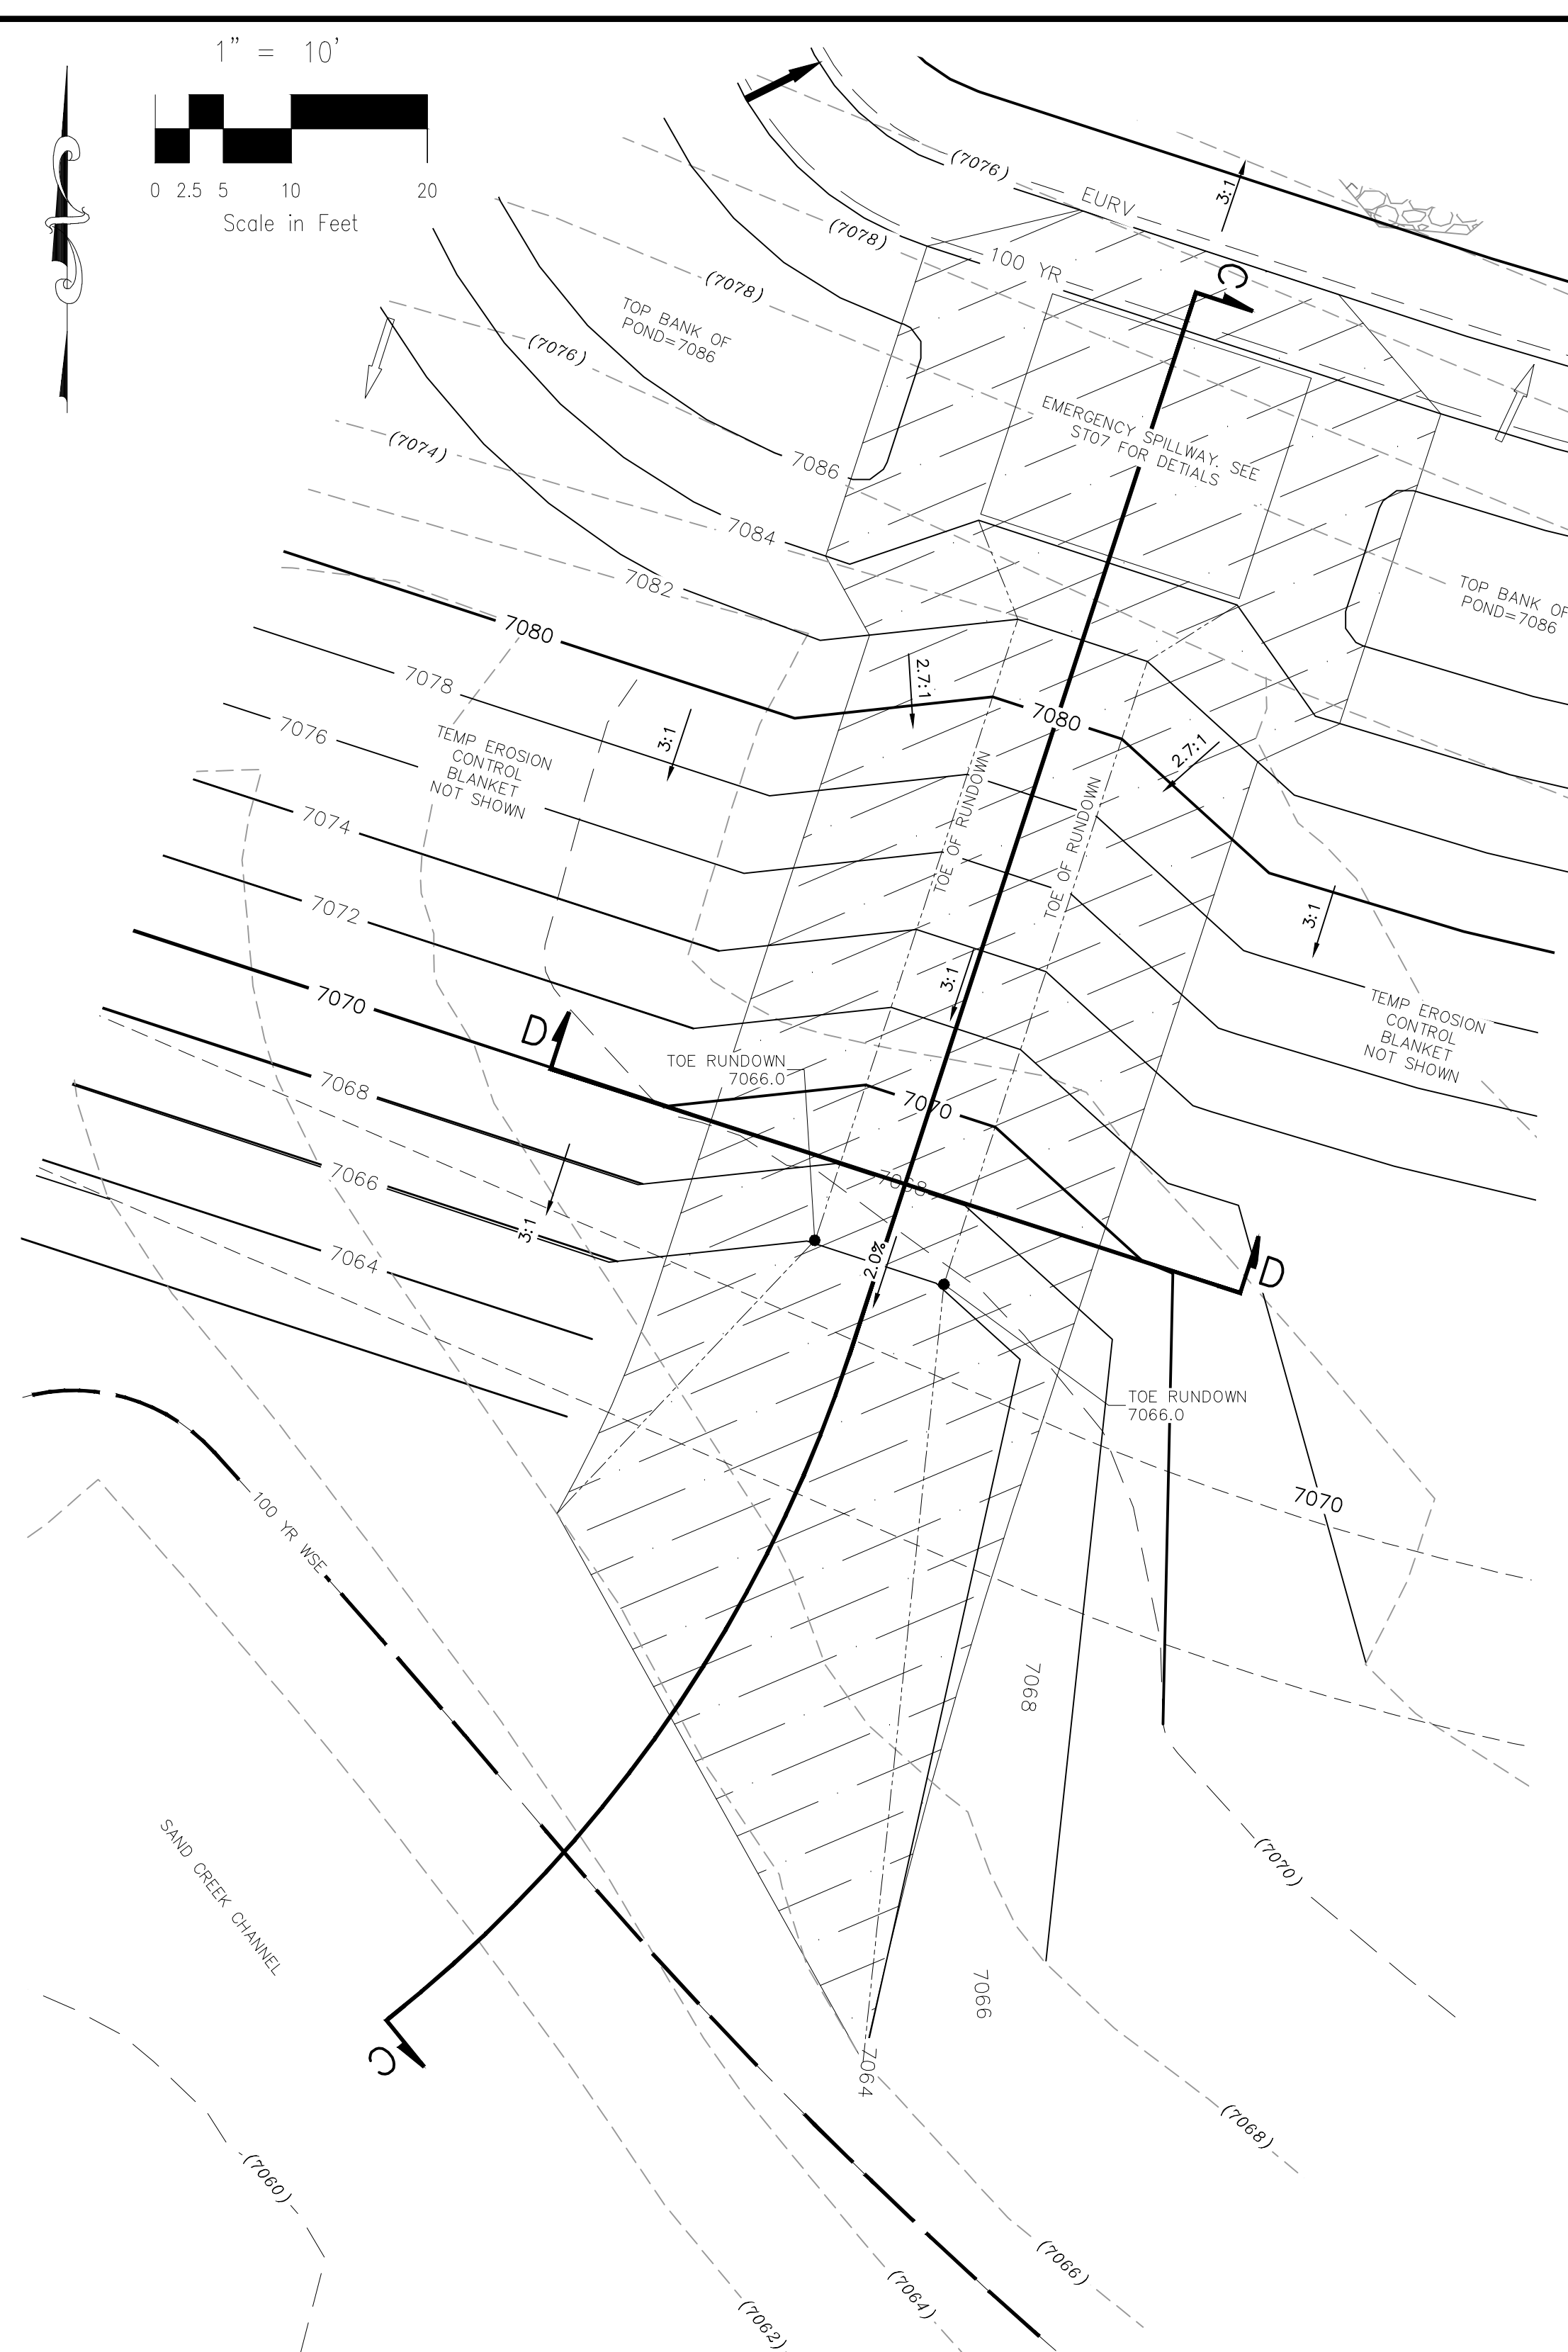 1" = 10'
0 2.5 5 10 20
Scale in Feet
(7076)
EURV
3:1
(7078)
100 YR
C
(7078)
TOP BANK OF
POND=7086
(7076)
EMERGENCY SPILLWAY. SEE
ST07 FOR DETIALS
(7074)
7086
7084
7082
TOP BANK OF
POND=7086
7080
2.7:1
7078
7080
7076
3:1
2.7:1
TEMP EROSION
CONTROL
BLANKET
NOT SHOWN
7074
TOE OF RUNDOWN
TOE OF RUNDOWN
7072
3:1
7070
3:1
TEMP EROSION
CONTROL
BLANKET
NOT SHOWN
D
TOE RUNDOWN
7066.0
7068
7070
7066
7068
3:1
7064
2.0%
D
TOE RUNDOWN
7066.0
7070
100 YR WSE
7068
SAND CREEK CHANNEL
(7070)
7066
C
7064
(7068)
(7060)
(7066)
(7064)
(7062)